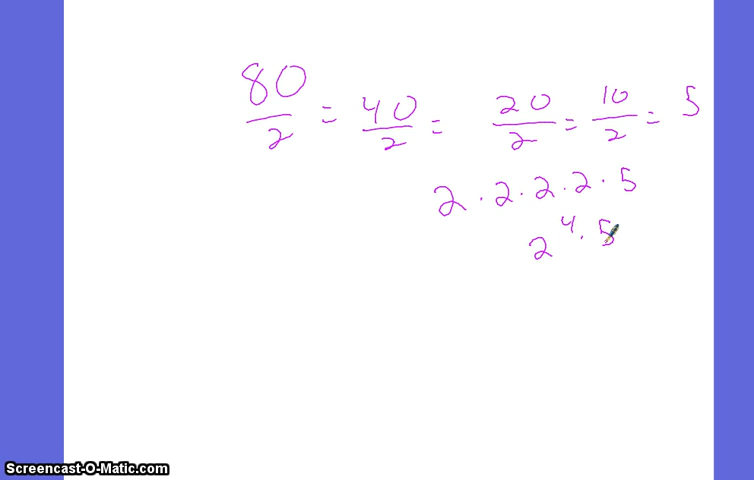 80/2 = 40/2 = 20/2 = 10/2 = 5
2 · 2 · 2 · 2 · 5
2^4 · 5
Screencast-O-Matic.com